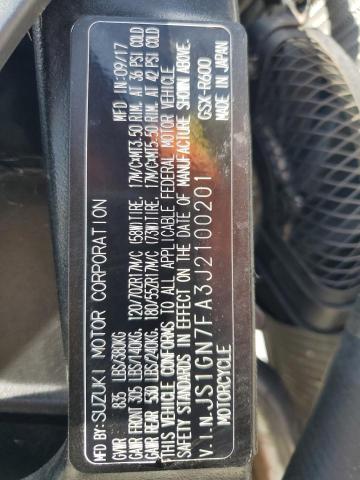 MFD BY: SUZUKI MOTOR CORPORATION MFD IN: 09/17
GVWR 835 LBS/380KG
GAWR FRONT 305 LBS/140KG, 120/70ZR17M/C (58W)TIRE, 17M/CxMT3.50 RIM, AT 36 PSI COLD
GAWR REAR 530 LBS/240KG, 180/55ZR17M/C (73W)TIRE, 17M/CxMT5.50 RIM, AT 42 PSI COLD
THIS VEHICLE CONFORMS TO ALL APPLICABLE FEDERAL MOTOR VEHICLE
SAFETY STANDARDS IN EFFECT ON THE DATE OF MANUFACTURE SHOWN ABOVE.
V.I.N. JS1GN7FA3J2100201 GSX-R600
MOTORCYCLE MADE IN JAPAN